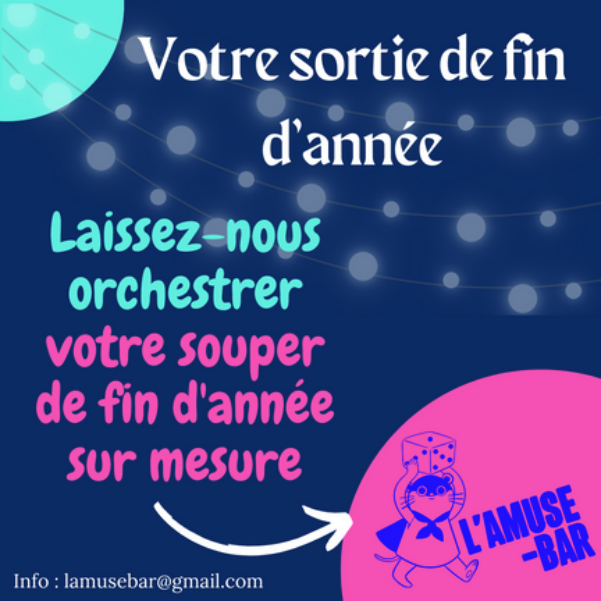 Votre sortie de fin
d'année
Laissez-nous
orchestrer
votre souper
de fin d'année
sur mesure
L'AMUSE
-BAR
Info : lamusebar@gmail.com